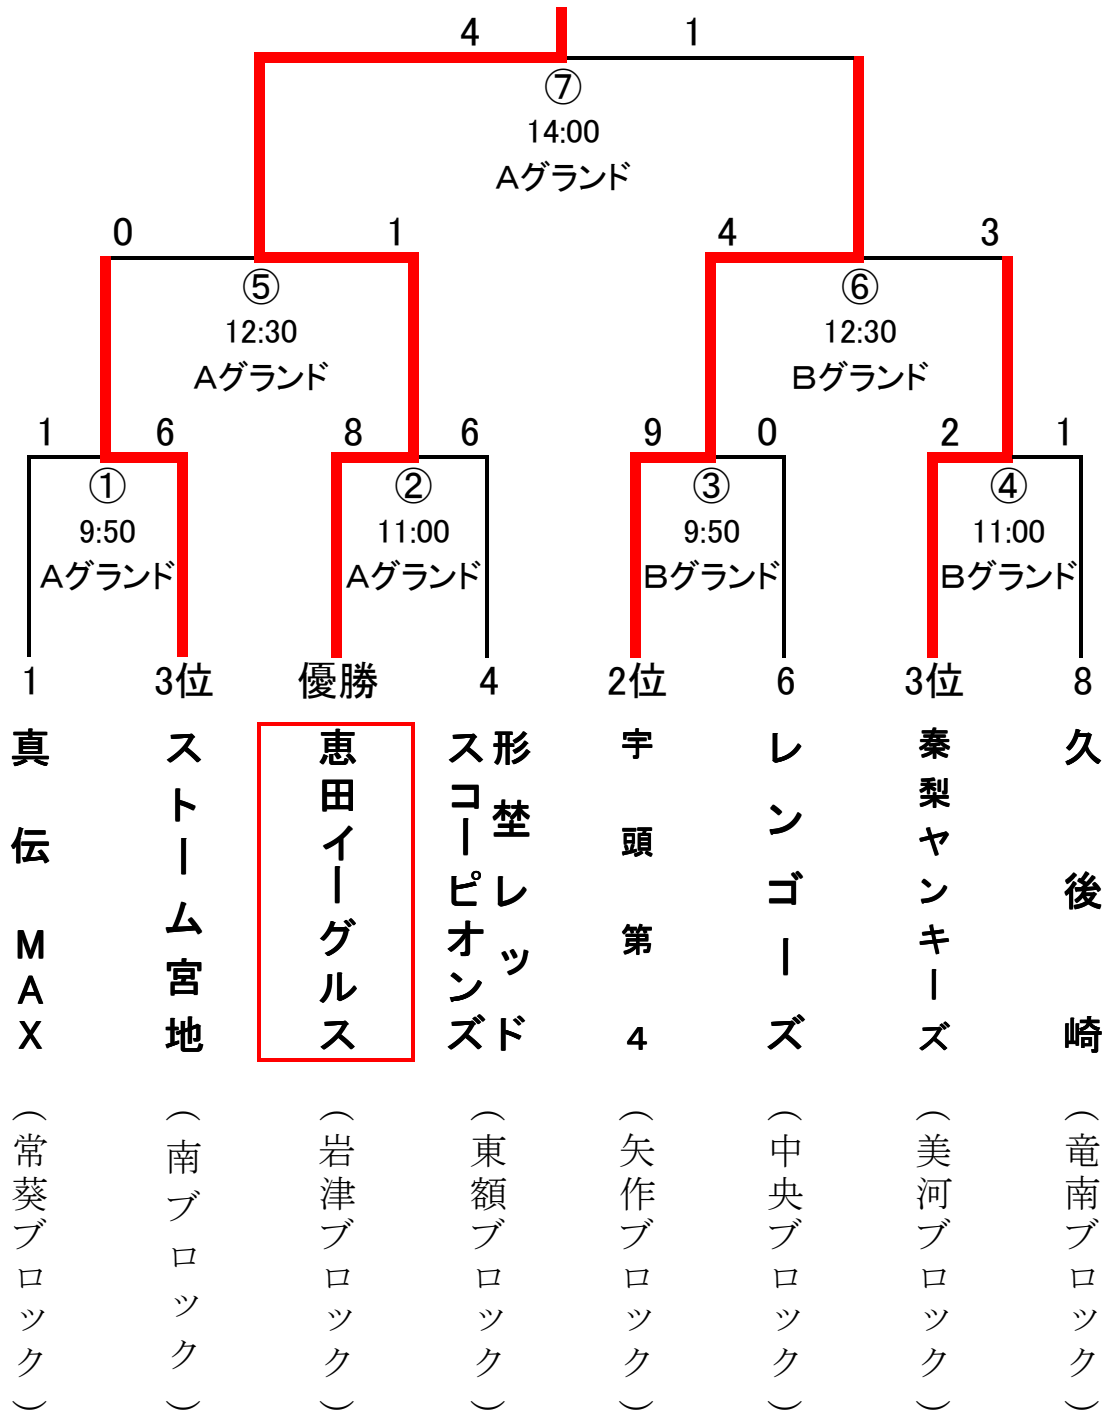 4 1
⑦
14:00
Aグランド
0 1 4 3
⑤ ⑥
12:30 12:30
Aグランド Bグランド
1 6 8 6 9 0 2 1
① ② ③ ④
9:50 11:00 9:50 11:00
Aグランド Aグランド Bグランド Bグランド
1 3位 優勝 4 2位 6 3位 8
真伝MAX
ストーム宮地
恵田イーグルス
形埜レッド
スコーピオンズ
宇頭第4
レンゴーズ
秦梨ヤンキーズ
久後崎
(常葵ブロック)
(南ブロック)
(岩津ブロック)
(東額ブロック)
(矢作ブロック)
(中央ブロック)
(美河ブロック)
(竜南ブロック)